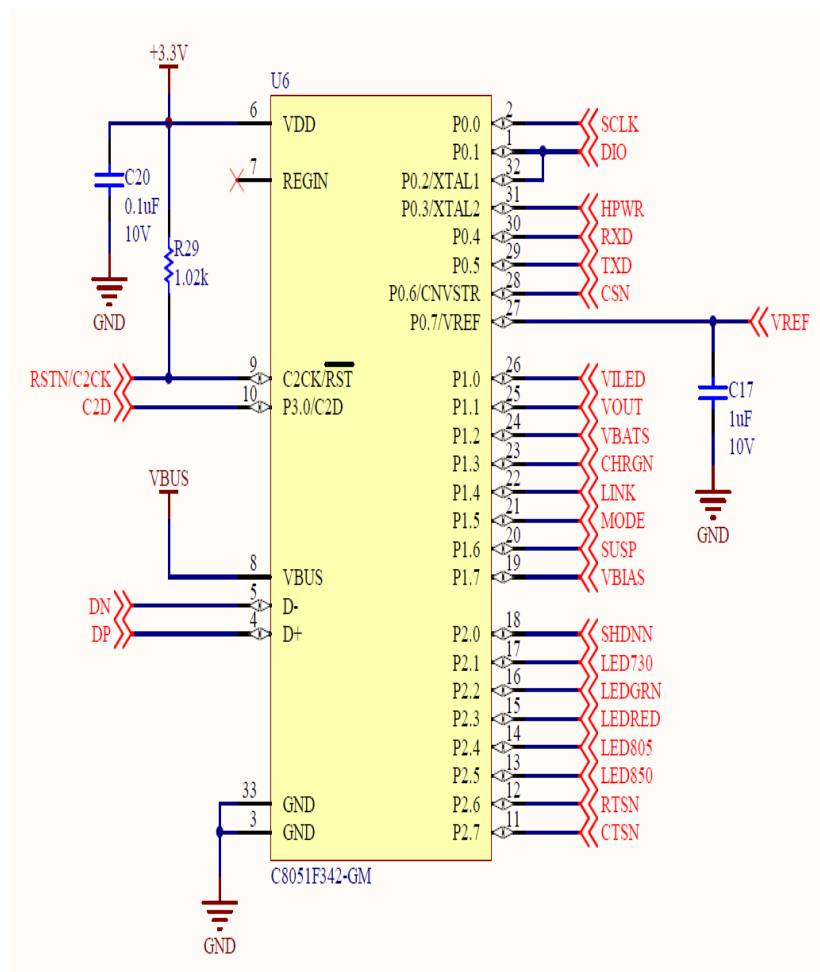 +3.3V
U6
6 VDD
7 REGIN
C20
0.1uF
10V
GND
R29
1.02k
RSTN/C2CK 9 C2CK/RST
C2D 10 P3.0/C2D
VBUS
8 VBUS
DN 5 D-
DP 4 D+
33 GND
3 GND
GND
P0.0 2 SCLK
P0.1 1 DIO
P0.2/XTAL1 32
P0.3/XTAL2 31 HPWR
P0.4 30 RXD
P0.5 29 TXD
P0.6/CNVSTR 28 CSN
P0.7/VREF 27 VREF
C17
1uF
10V
GND
P1.0 26 VILED
P1.1 25 VOUT
P1.2 24 VBATS
P1.3 23 CHRGN
P1.4 22 LINK
P1.5 21 MODE
P1.6 20 SUSP
P1.7 19 VBIAS
P2.0 18 SHDNN
P2.1 17 LED730
P2.2 16 LEDGRN
P2.3 15 LEDRED
P2.4 14 LED805
P2.5 13 LED850
P2.6 12 RTSN
P2.7 11 CTSN
C8051F342-GM